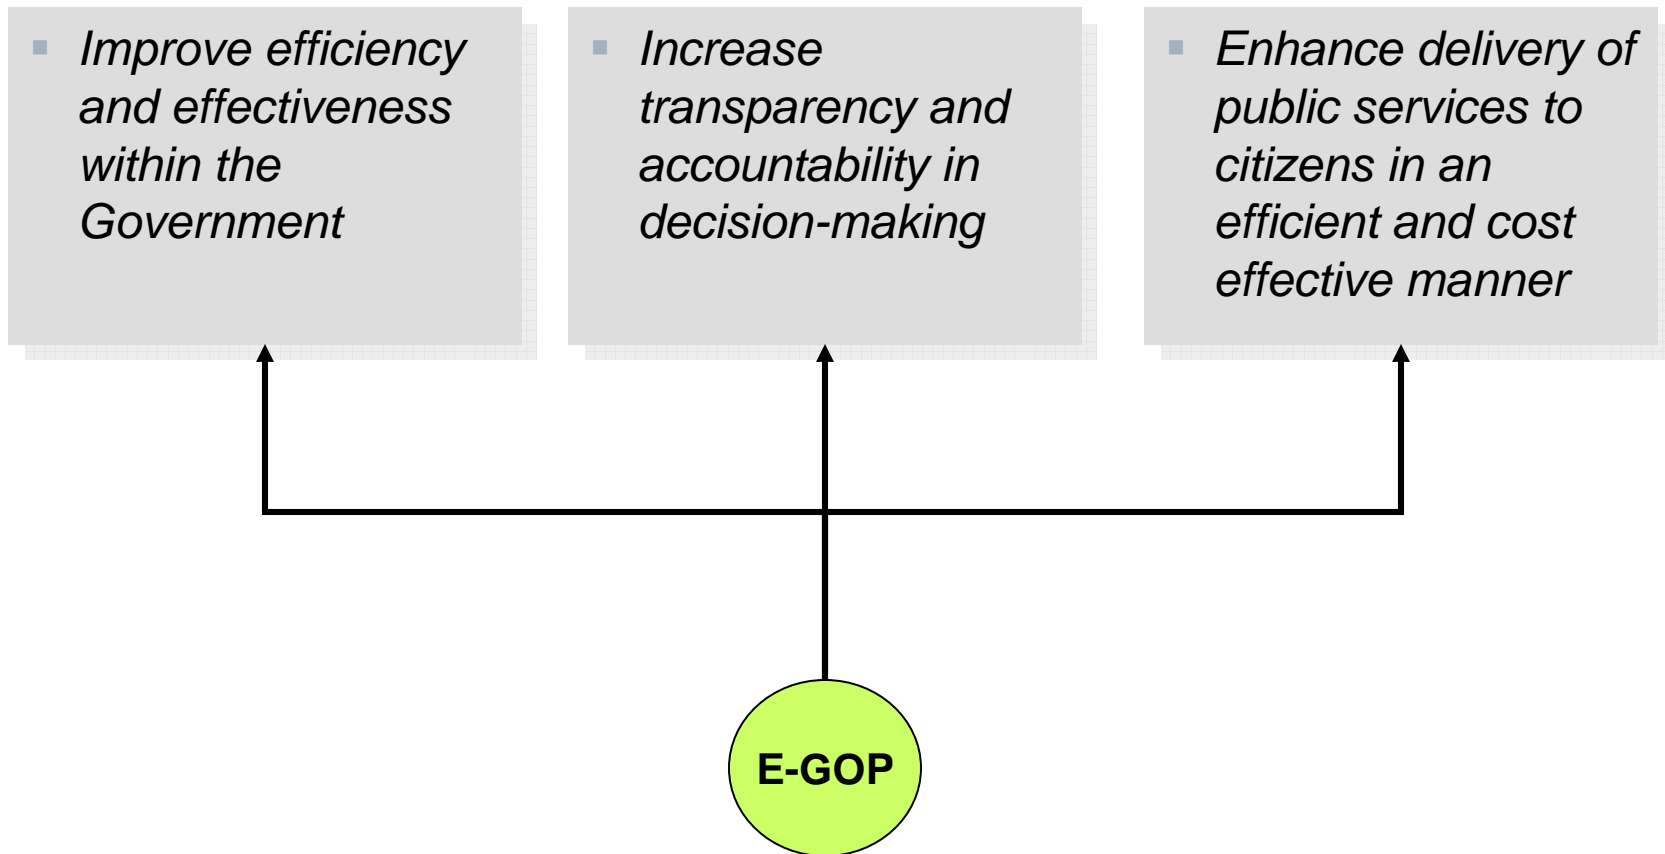 Improve efficiency
and effectiveness
within the
Government
Increase
transparency and
accountability in
decision-making
Enhance delivery of
public services to
citizens in an
efficient and cost
effective manner
E-GOP